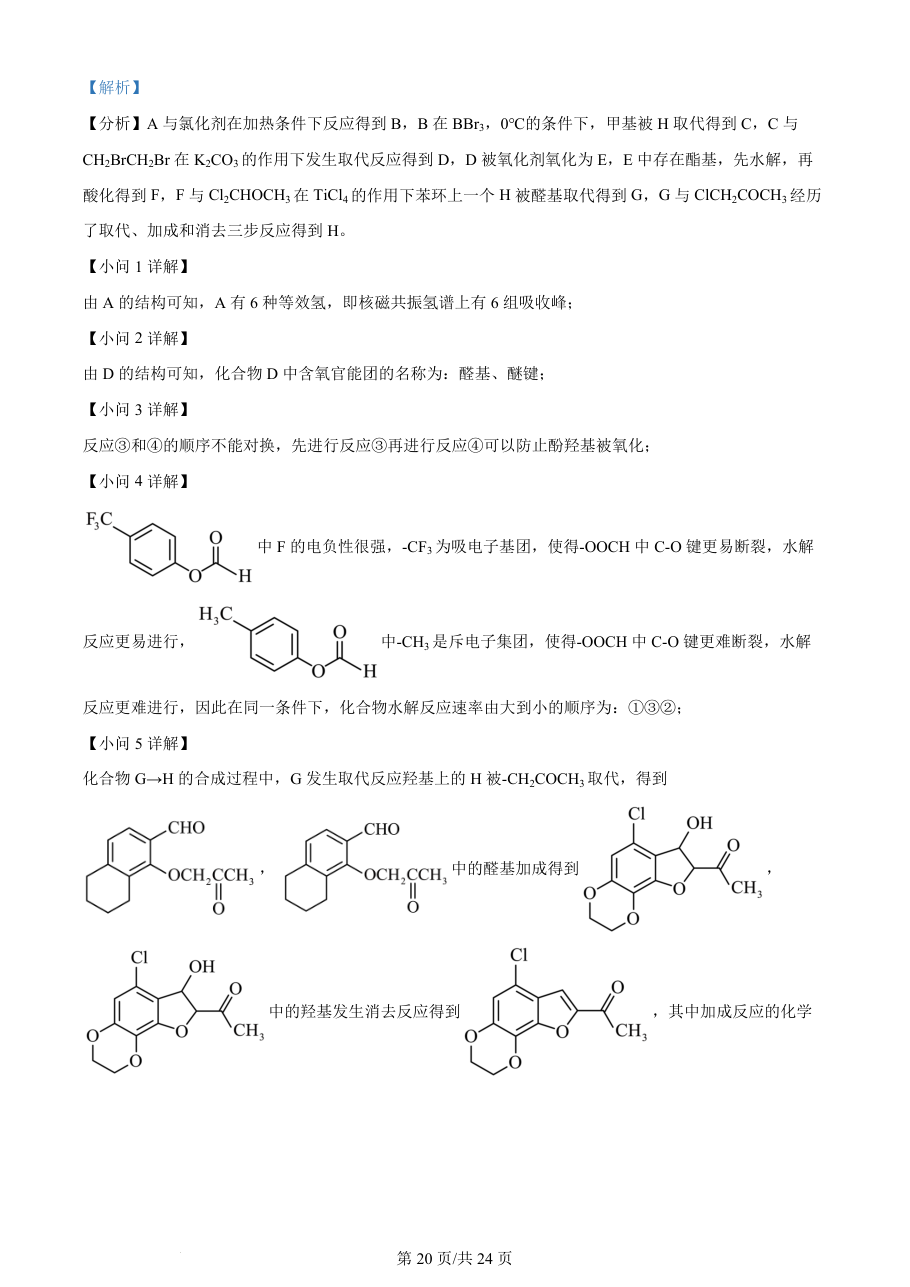 【解析】
【分析】A 与氯化剂在加热条件下反应得到 B，B 在 BBr3，0℃的条件下，甲基被 H 取代得到 C，C 与
CH2BrCH2Br 在 K2CO3 的作用下发生取代反应得到 D，D 被氧化剂氧化为 E，E 中存在酯基，先水解，再
酸化得到 F，F 与 Cl2CHOCH3 在 TiCl4 的作用下苯环上一个 H 被醛基取代得到 G，G 与 ClCH2COCH3 经历
了取代、加成和消去三步反应得到 H。
【小问 1 详解】
由 A 的结构可知，A 有 6 种等效氢，即核磁共振氢谱上有 6 组吸收峰；
【小问 2 详解】
由 D 的结构可知，化合物 D 中含氧官能团的名称为：醛基、醚键；
【小问 3 详解】
反应③和④的顺序不能对换，先进行反应③再进行反应④可以防止酚羟基被氧化；
【小问 4 详解】
F3C O O H 中 F 的电负性很强，-CF3 为吸电子基团，使得-OOCH 中 C-O 键更易断裂，水解
反应更易进行， H3C O O H 中-CH3 是斥电子集团，使得-OOCH 中 C-O 键更难断裂，水解
反应更难进行，因此在同一条件下，化合物水解反应速率由大到小的顺序为：①③②；
【小问 5 详解】
化合物 G→H 的合成过程中，G 发生取代反应羟基上的 H 被-CH2COCH3 取代，得到
CHO OCH2CCH3 O ， CHO OCH2CCH3 O 中的醛基加成得到 Cl OH O CH3 O O O ，
Cl OH O CH3 O O O 中的羟基发生消去反应得到 Cl O CH3 O O O ，其中加成反应的化学
第 20 页/共 24 页